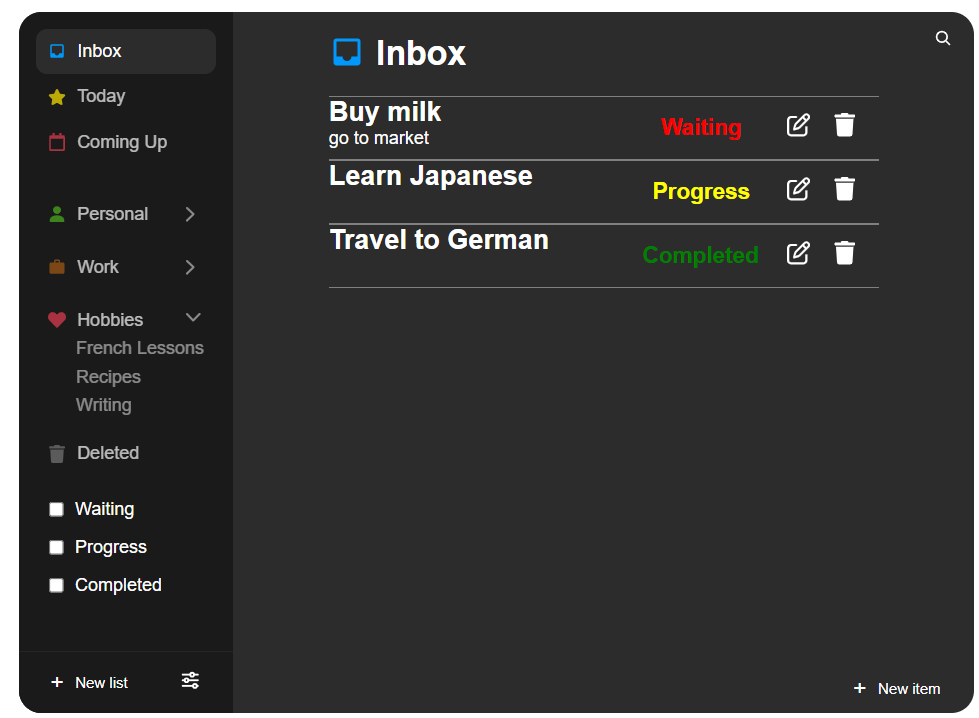 Inbox
Today
Coming Up
Personal
Work
Hobbies
French Lessons
Recipes
Writing
Deleted
Waiting
Progress
Completed
New list
Inbox
Buy milk
go to market
Waiting
Learn Japanese
Progress
Travel to German
Completed
New item